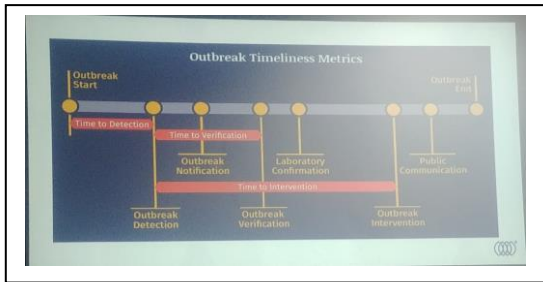 Outbreak Timeliness Metrics
Outbreak
Start
Outbreak
End
Time to Detection
Time to Verification
Outbreak
Notification
Laboratory
Confirmation
Public
Communication
Time to Intervention
Outbreak
Detection
Outbreak
Verification
Outbreak
Intervention